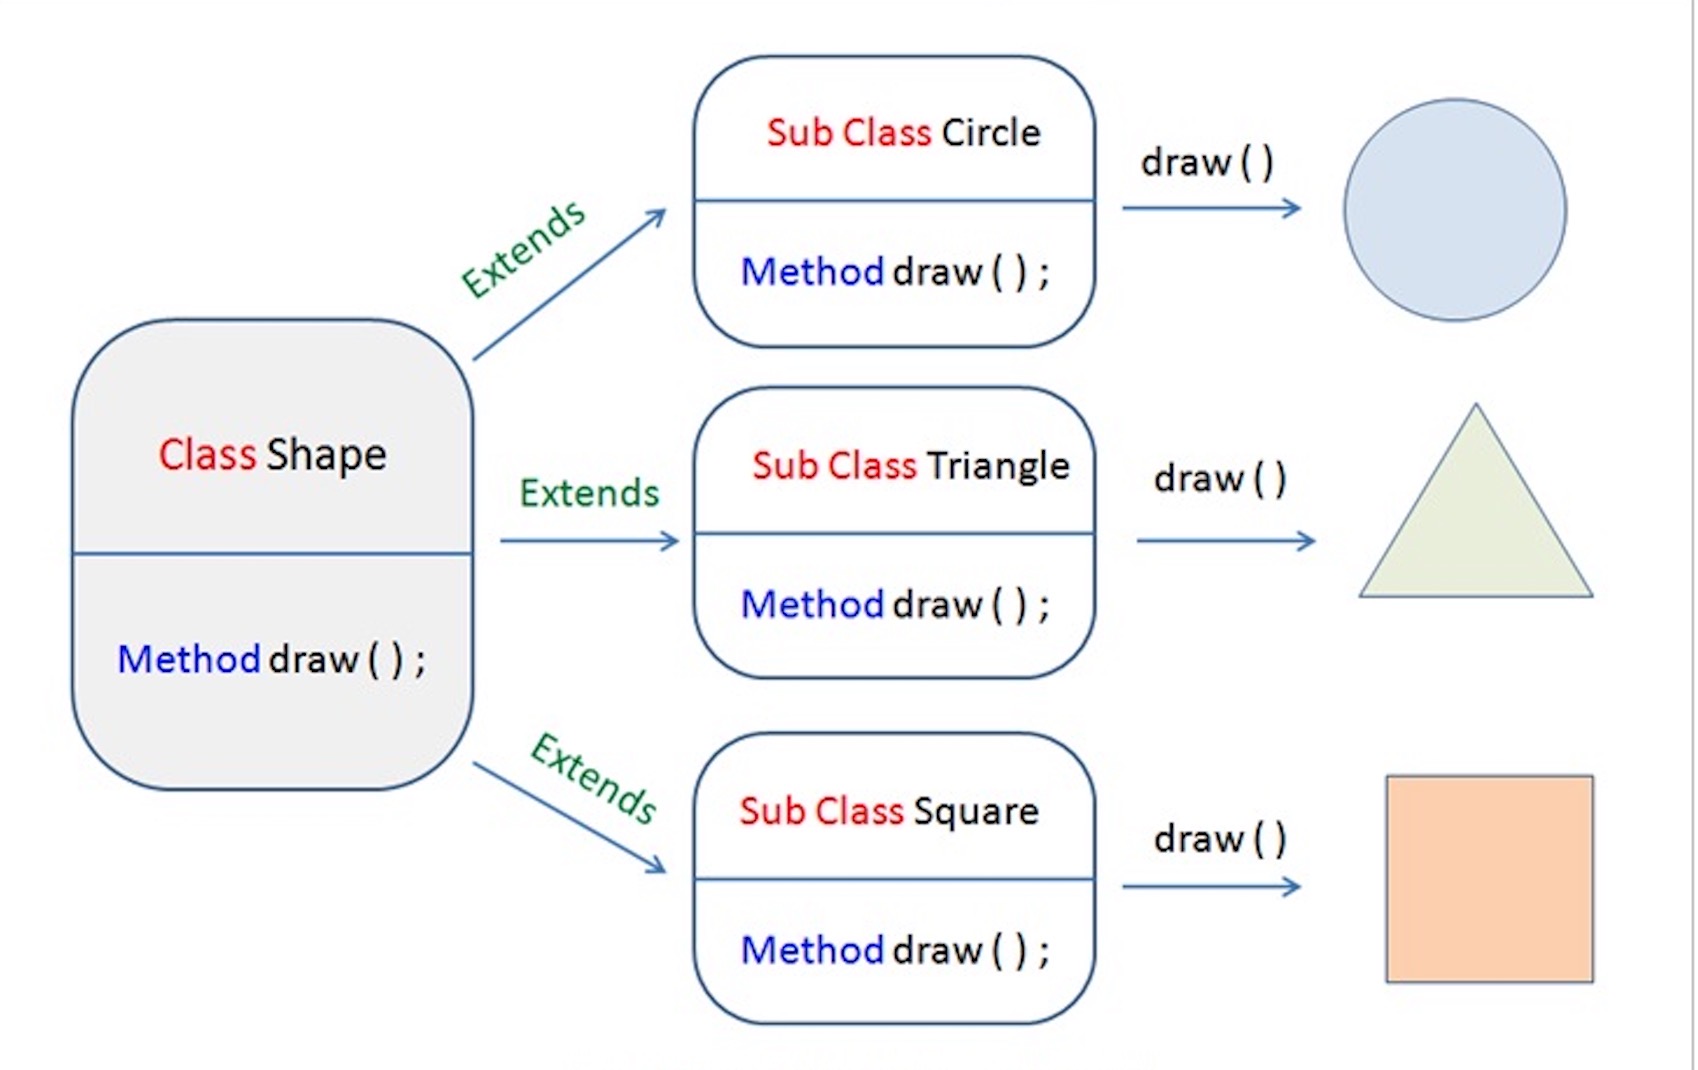 Class Shape
Method draw ( ) ;
Extends
Sub Class Circle
Method draw ( ) ;
draw ( )
Extends
Sub Class Triangle
Method draw ( ) ;
draw ( )
Extends
Sub Class Square
Method draw ( ) ;
draw ( )